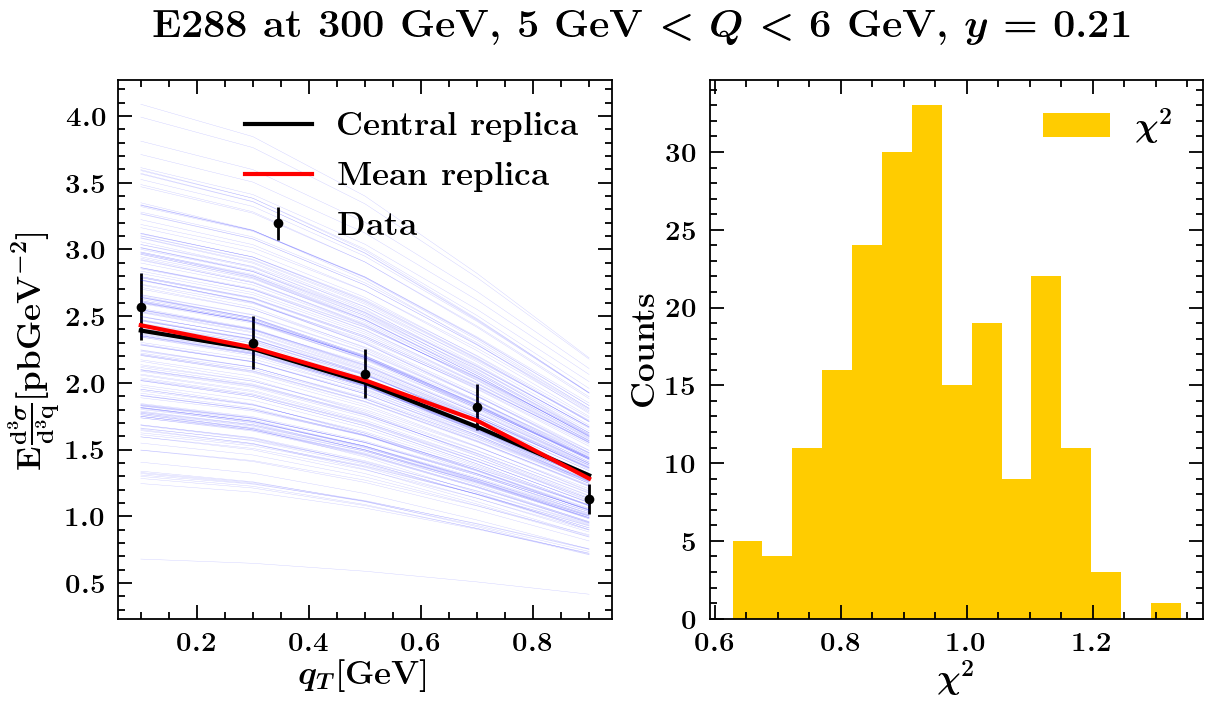 E288 at 300 GeV, 5 GeV < Q < 6 GeV, y = 0.21
Central replica
Mean replica
Data
4.0
3.5
3.0
2.5
2.0
1.5
1.0
0.5
E d³σ/d³q [pbGeV⁻²]
0.2 0.4 0.6 0.8
q_T[GeV]
χ²
30
25
20
15
10
5
0
Counts
0.6 0.8 1.0 1.2
χ²